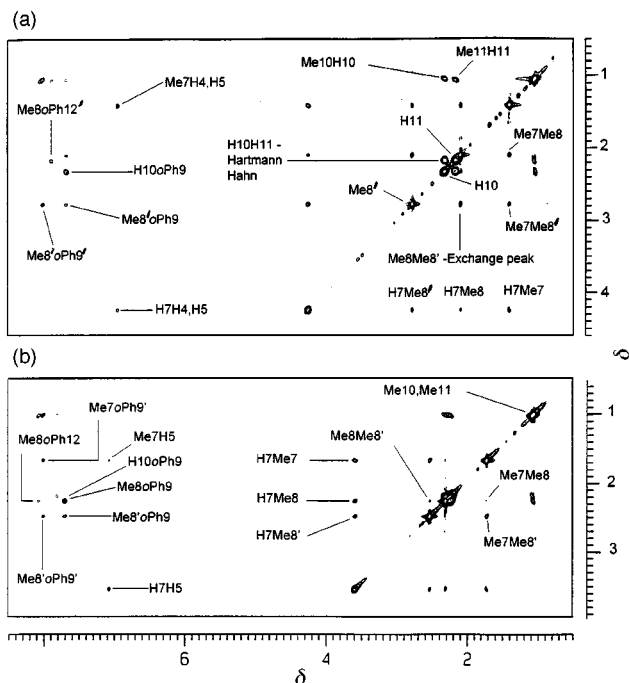 (a)
Me10H10
Me11H11
1
Me7H4,H5
Me8oPh12'
H11
Me7Me8
H10H11 -
Hartmann
Hahn
H10oPh9
2
H10
Me8'
Me8'oPh9
Me7Me8'
3
Me8'oPh9'
Me8Me8' -Exchange peak
H7Me8' H7Me8 H7Me7
H7H4,H5
4
δ
(b)
Me10,Me11
Me7oPh9'
1
Me8oPh12
Me7H5
Me8Me8'
H10oPh9
H7Me7
Me8oPh9
H7Me8
Me7Me8
2
Me8'oPh9
H7Me8'
Me7Me8'
Me8'oPh9'
3
H7H5
6 4 2
δ